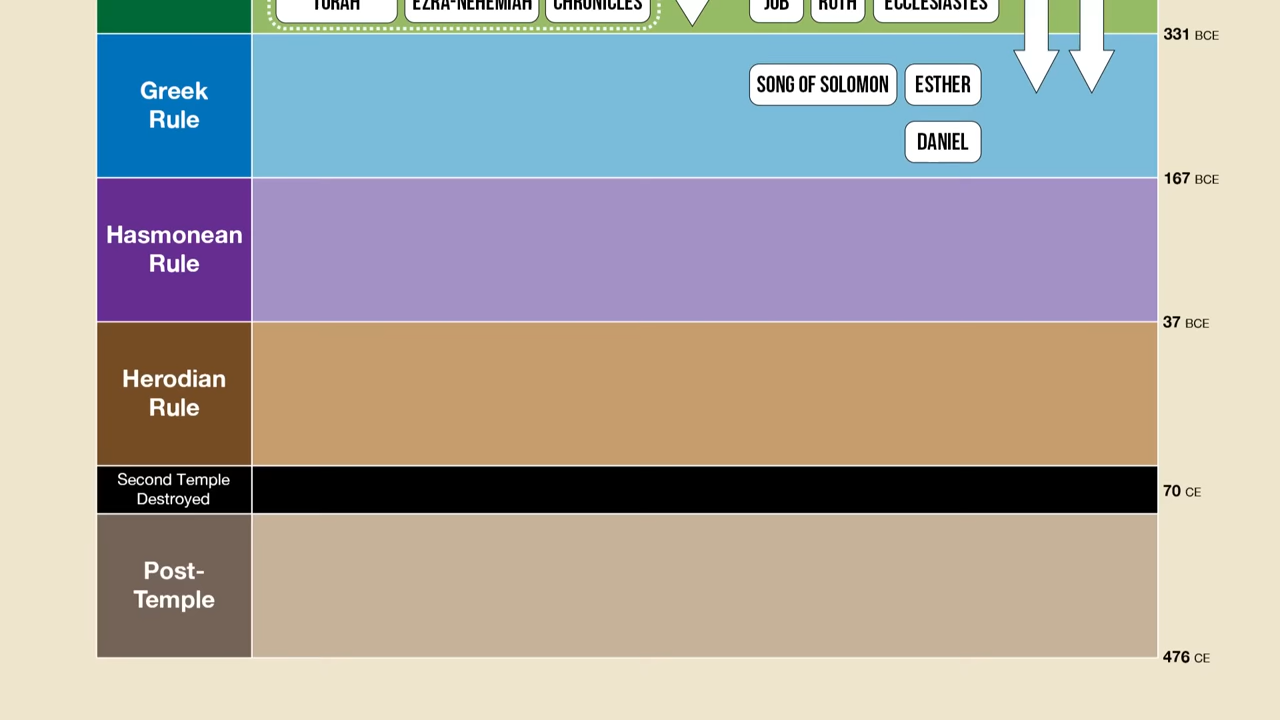 TORAH EZRA-NEHEMIAH CHRONICLES JOB RUTH ECCLESIASTES
331 BCE
Greek
Rule
SONG OF SOLOMON ESTHER
DANIEL
167 BCE
Hasmonean
Rule
37 BCE
Herodian
Rule
Second Temple
Destroyed
70 CE
Post-
Temple
476 CE